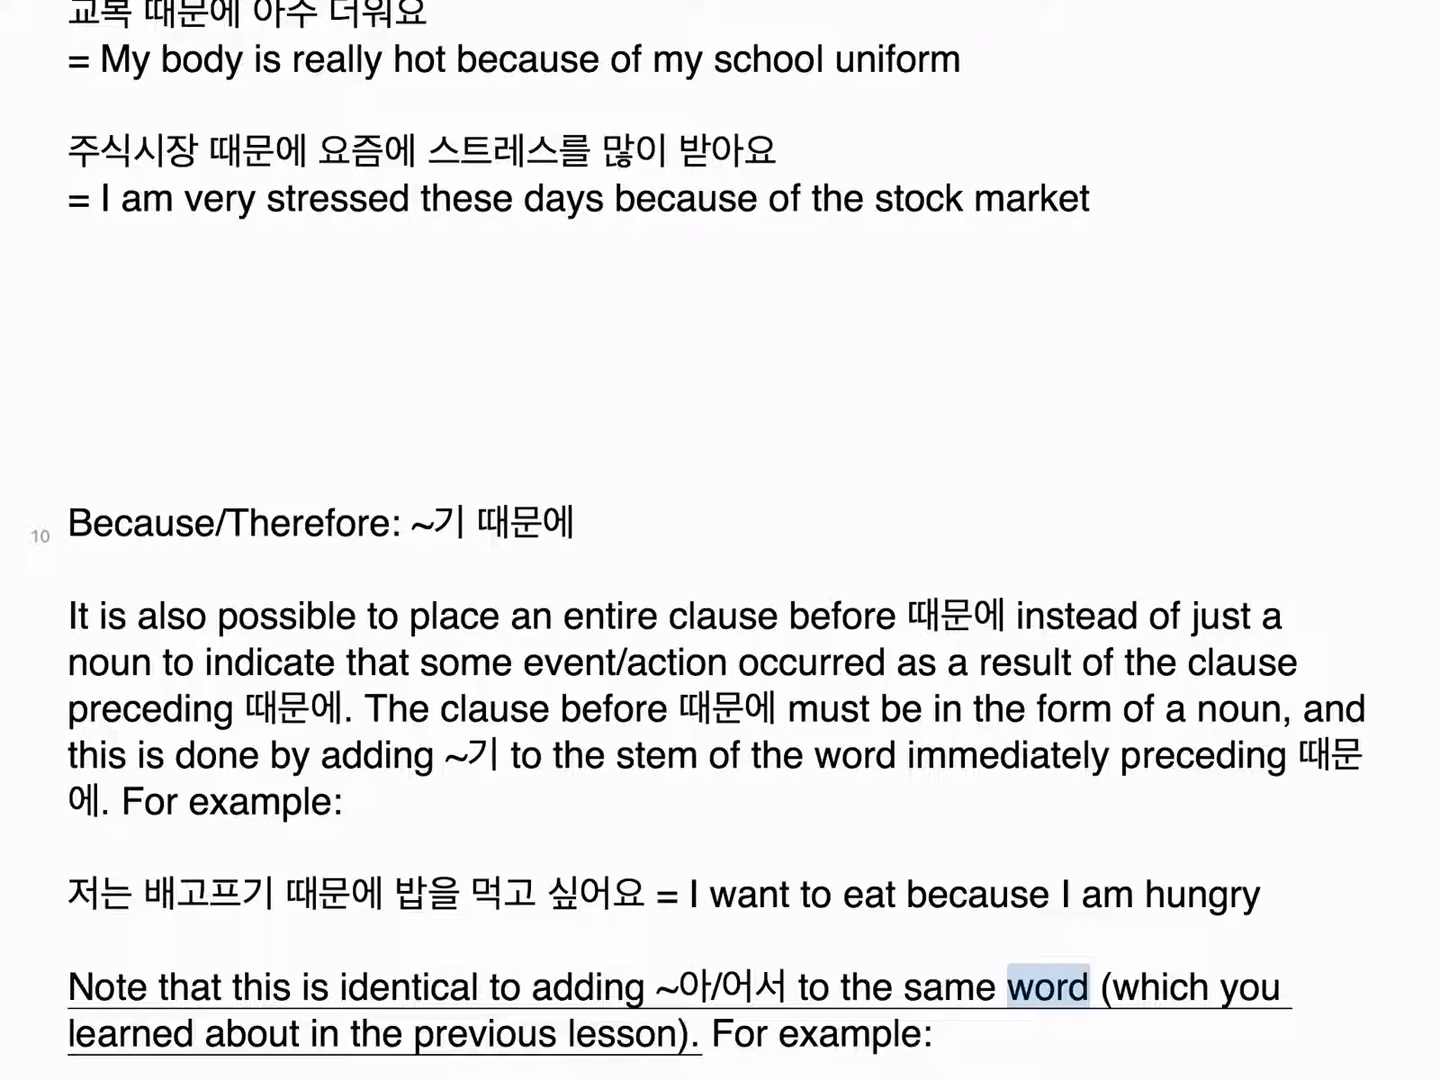 교복 때문에 아주 더워요
= My body is really hot because of my school uniform
주식시장 때문에 요즘에 스트레스를 많이 받아요
= I am very stressed these days because of the stock market
10 Because/Therefore: ~기 때문에
It is also possible to place an entire clause before 때문에 instead of just a
noun to indicate that some event/action occurred as a result of the clause
preceding 때문에. The clause before 때문에 must be in the form of a noun, and
this is done by adding ~기 to the stem of the word immediately preceding 때문
에. For example:
저는 배고프기 때문에 밥을 먹고 싶어요 = I want to eat because I am hungry
Note that this is identical to adding ~아/어서 to the same word (which you
learned about in the previous lesson). For example: